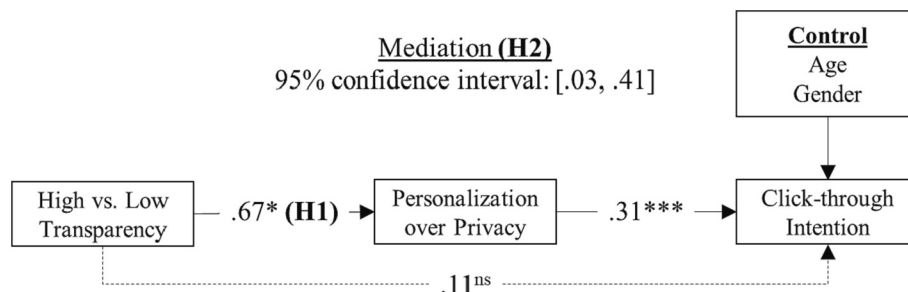 Mediation (H2)
95% confidence interval: [.03, .41]
Control
Age
Gender
High vs. Low
Transparency
.67* (H1)
Personalization
over Privacy
.31***
Click-through
Intention
.11ns